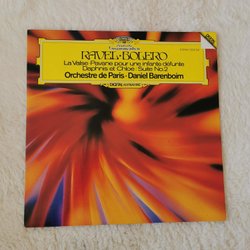 RAVEL·BOLERO
La Valse·Pavane pour une infante défunte
Daphnis et Chloé: Suite No.2
Orchestre de Paris·Daniel Barenboim
DIGITAL